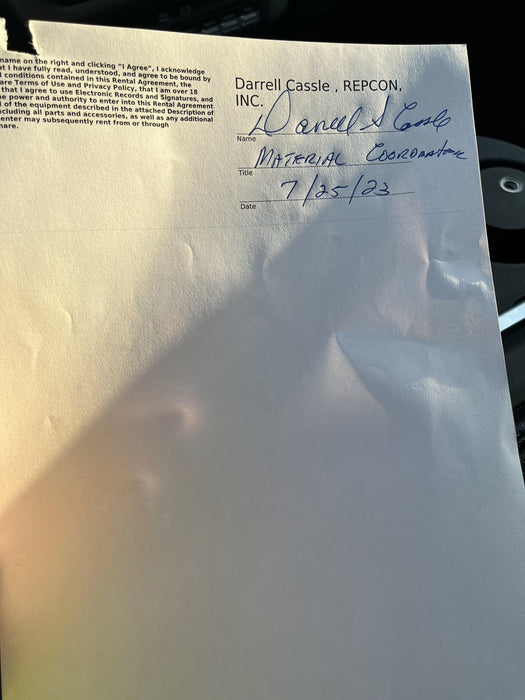 name on the right and clicking "I Agree", I acknowledge
t I have fully read, understood, and agree to be bound by
conditions contained in this Rental Agreement, the
are Terms of Use and Privacy Policy, that I am over 18
that I agree to use Electronic Records and Signatures, and
e power and authority to enter into this Rental Agreement
of the equipment described in the attached Description of
cluding all parts and accessories, as well as any additional
enter may subsequently rent from or through
hare.
Darrell Cassle , REPCON,
INC.
Darrell S Cassle
Name
MATERIAL COORDINATOR
Title
7/25/23
Date